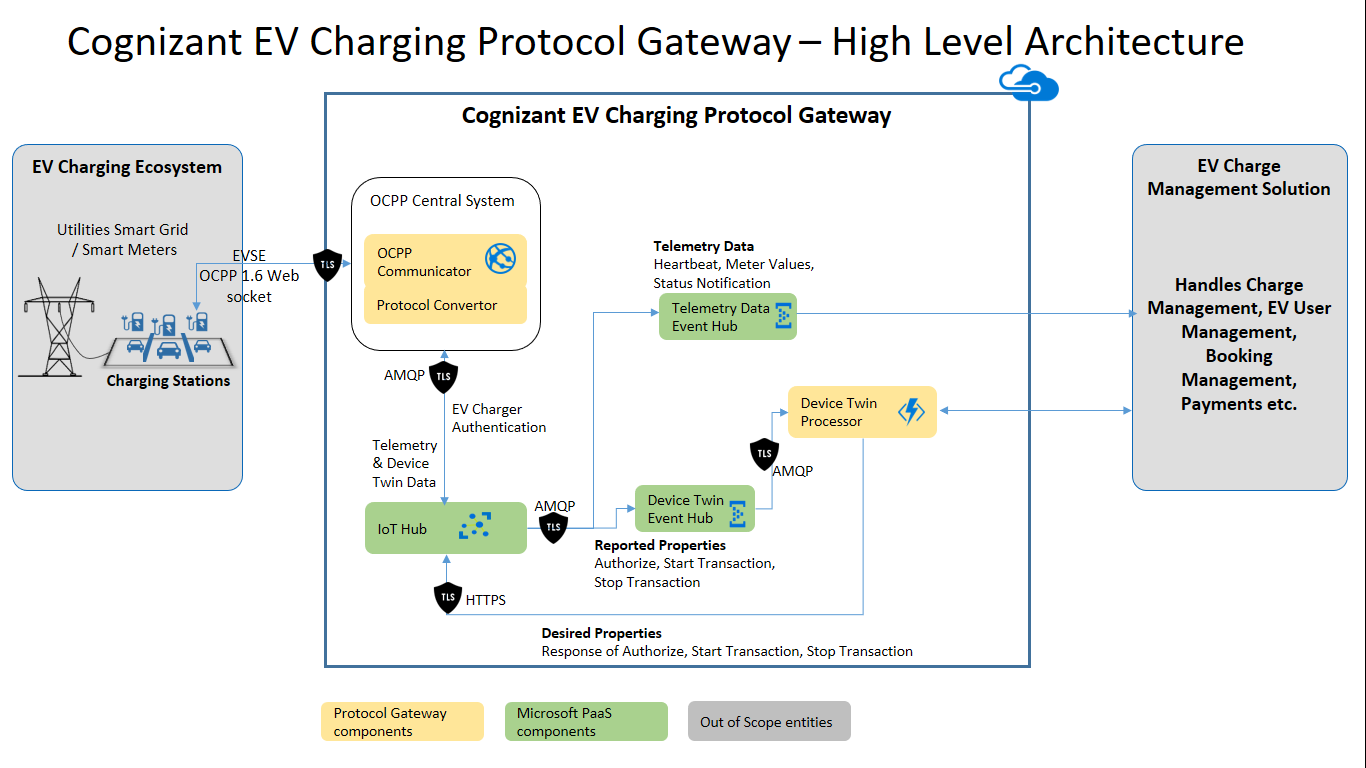 Cognizant EV Charging Protocol Gateway – High Level Architecture
Cognizant EV Charging Protocol Gateway
EV Charging Ecosystem
Utilities Smart Grid
/ Smart Meters
EVSE
OCPP 1.6 Web
socket
Charging Stations
TLS
OCPP Central System
OCPP
Communicator
Protocol Convertor
AMQP
TLS
EV Charger
Authentication
Telemetry
& Device
Twin Data
IoT Hub
AMQP
TLS
Telemetry Data
Heartbeat, Meter Values,
Status Notification
Telemetry Data
Event Hub
Device Twin
Processor
TLS
AMQP
Device Twin
Event Hub
Reported Properties
Authorize, Start Transaction,
Stop Transaction
TLS
HTTPS
Desired Properties
Response of Authorize, Start Transaction, Stop Transaction
EV Charge
Management Solution
Handles Charge
Management, EV User
Management,
Booking
Management,
Payments etc.
Protocol Gateway
components
Microsoft PaaS
components
Out of Scope entities